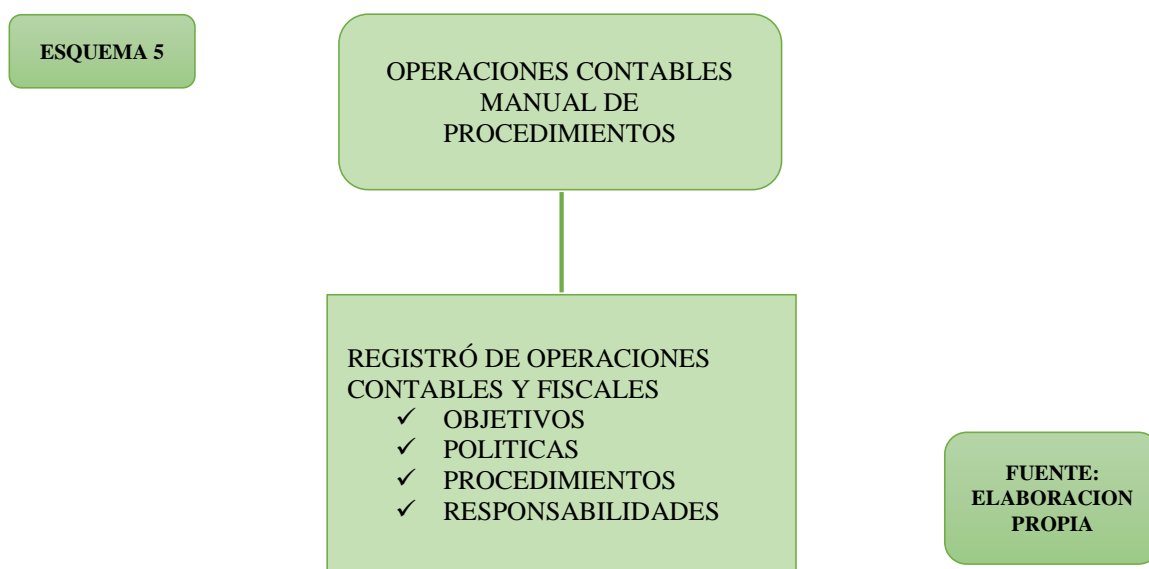 ESQUEMA 5
OPERACIONES CONTABLES
MANUAL DE
PROCEDIMIENTOS
REGISTRÓ DE OPERACIONES
CONTABLES Y FISCALES
✓ OBJETIVOS
✓ POLITICAS
✓ PROCEDIMIENTOS
✓ RESPONSABILIDADES
FUENTE:
ELABORACION
PROPIA